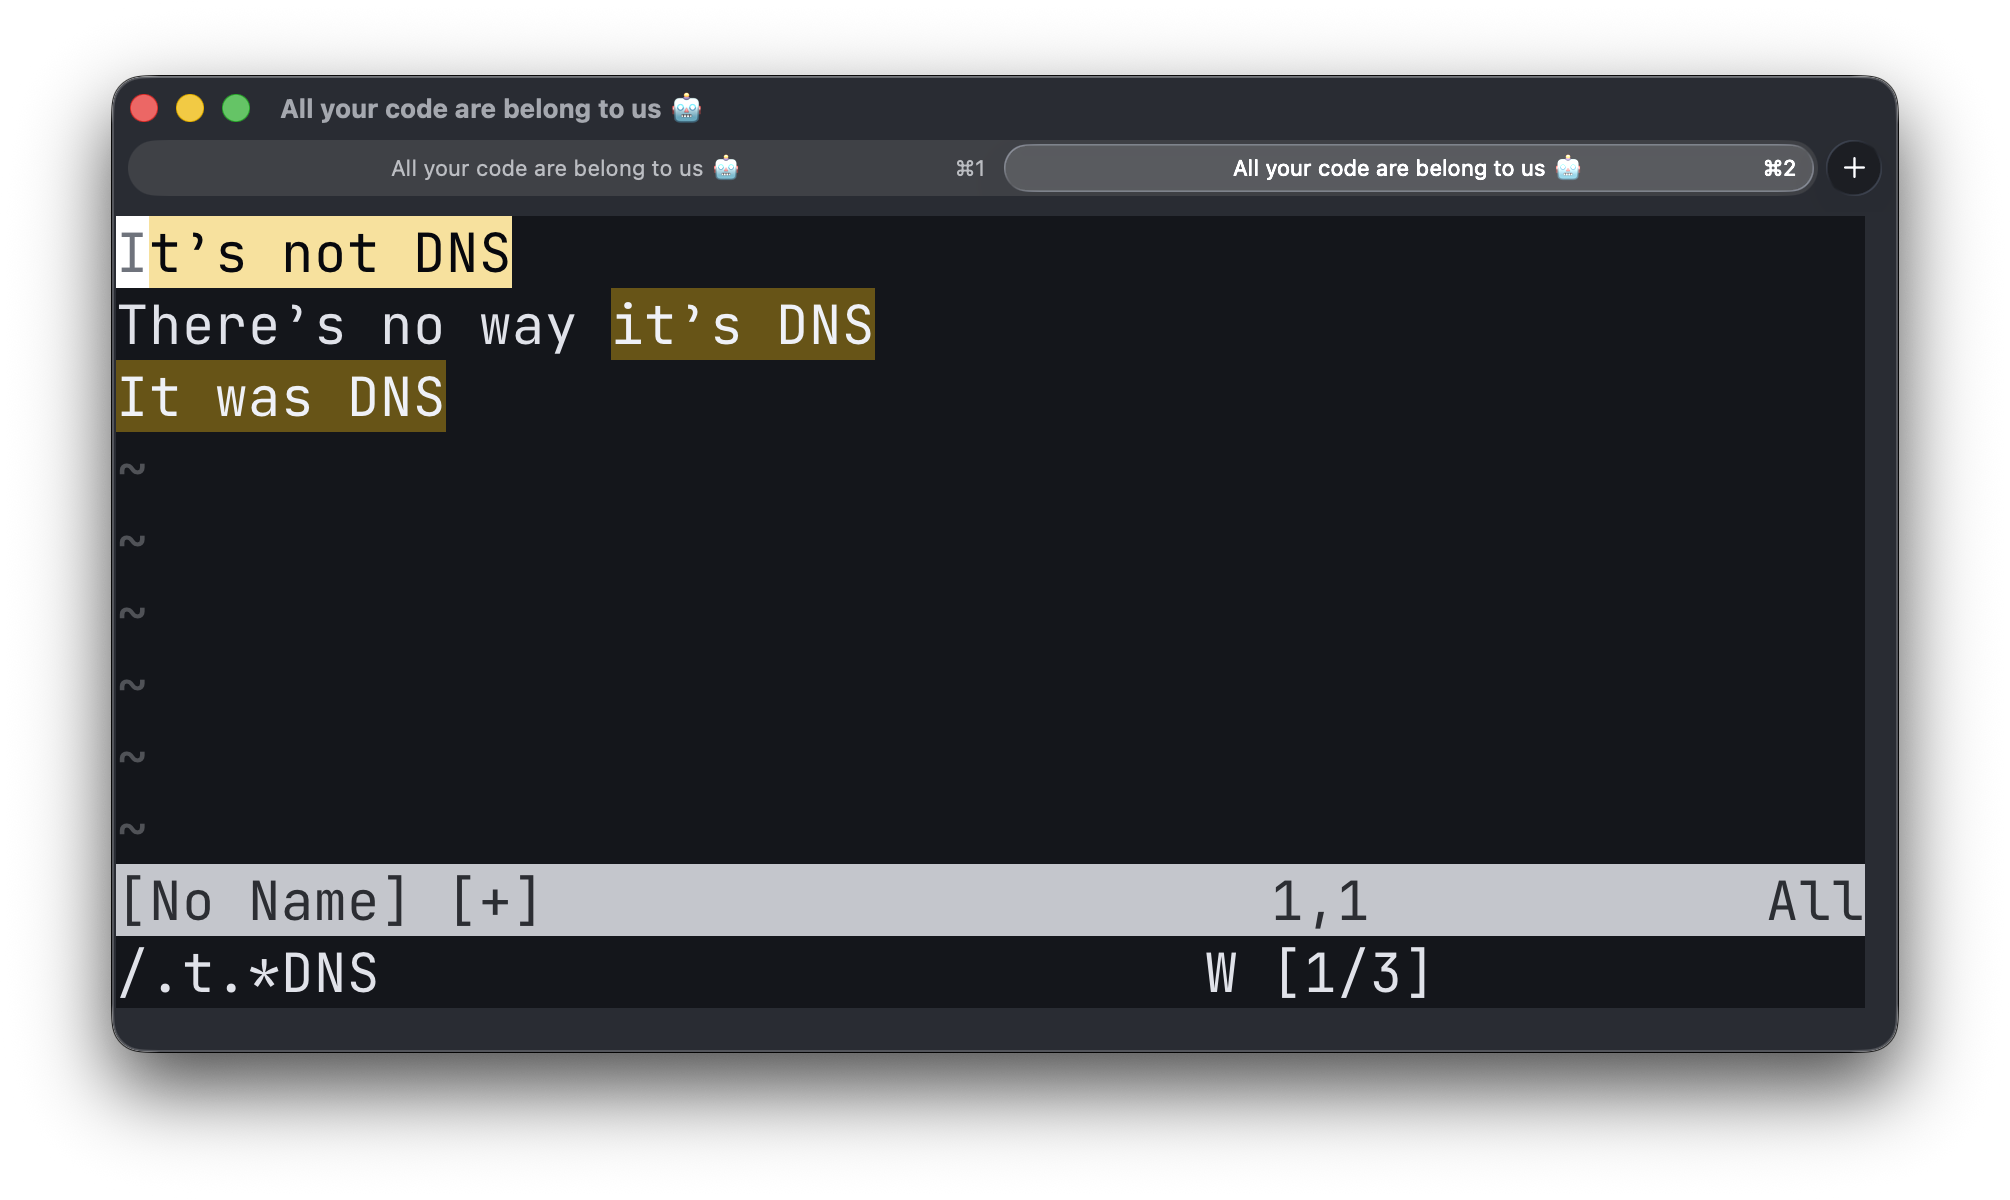 All your code are belong to us 🤖
All your code are belong to us 🤖 ⌘1 All your code are belong to us 🤖 ⌘2 +
It’s not DNS
There’s no way it’s DNS
It was DNS
~
~
~
~
~
~
[No Name] [+] 1,1 All
/.t.*DNS W [1/3]